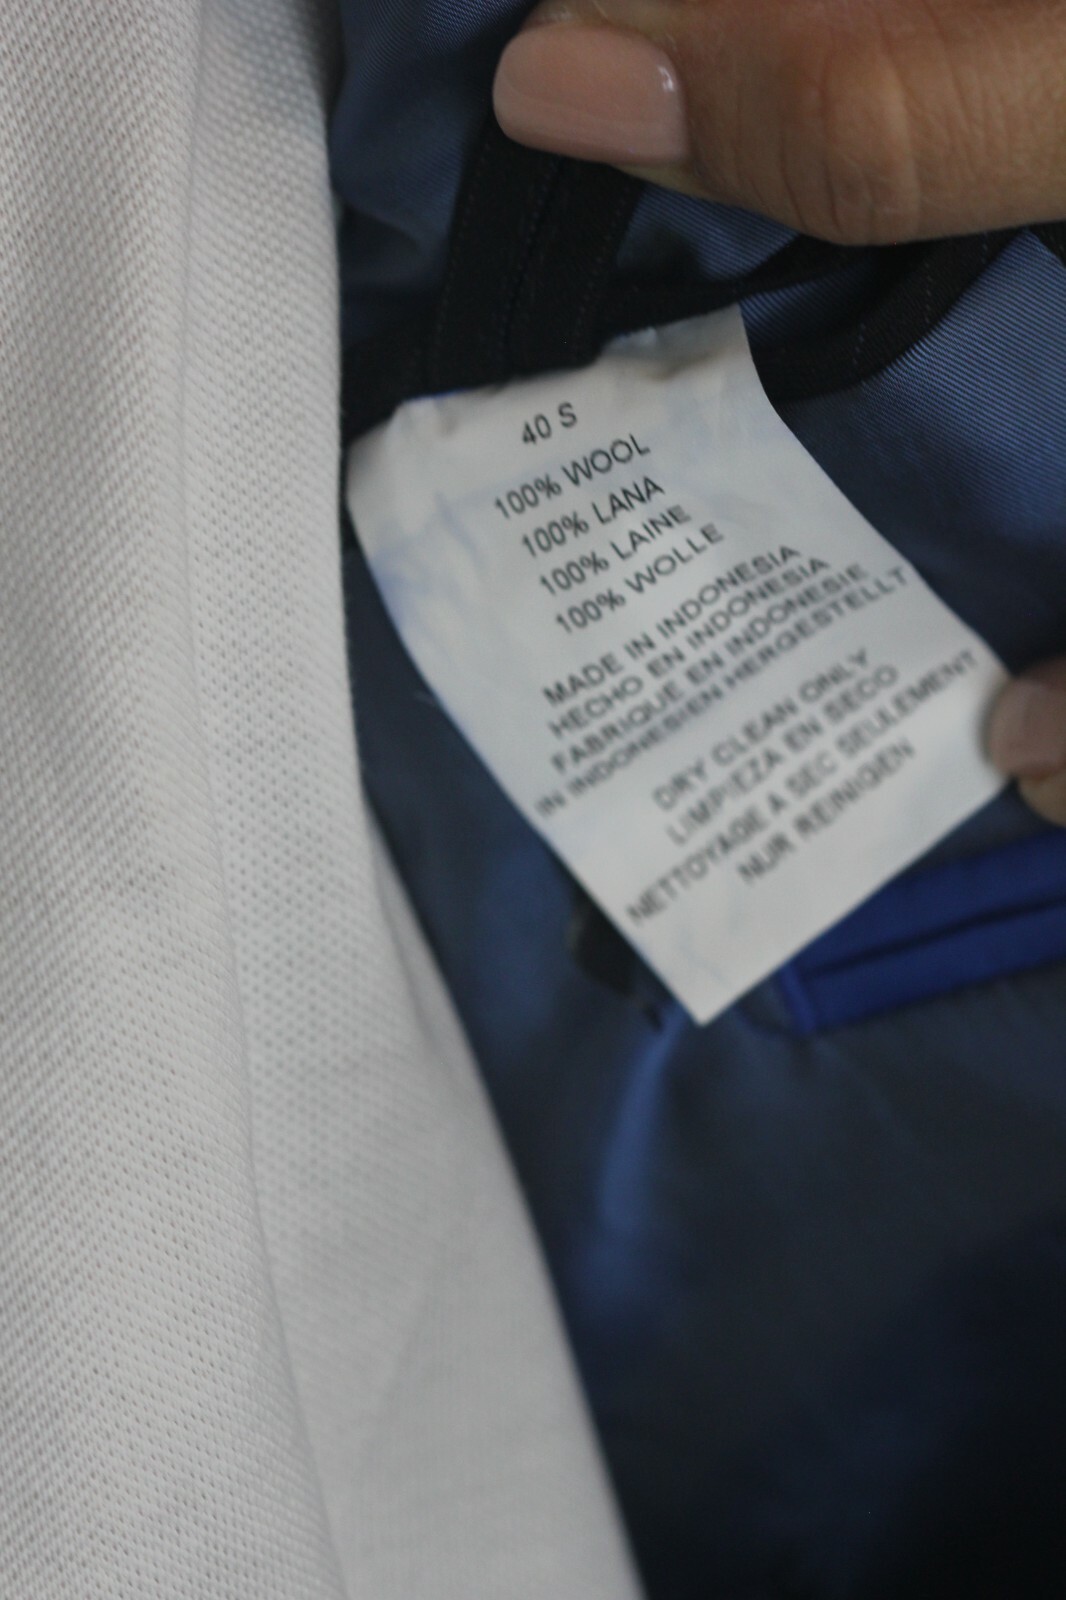 40 S
100% WOOL
100% LANA
100% LAINE
100% WOLLE
MADE IN INDONESIA
HECHO EN INDONESIA
FABRIQUE EN INDONESIE
IN INDONESIEN HERGESTELLT
DRY CLEAN ONLY
LIMPIEZA EN SECO
NETTOYAGE A SEC SEULEMENT
NUR REINIGEN